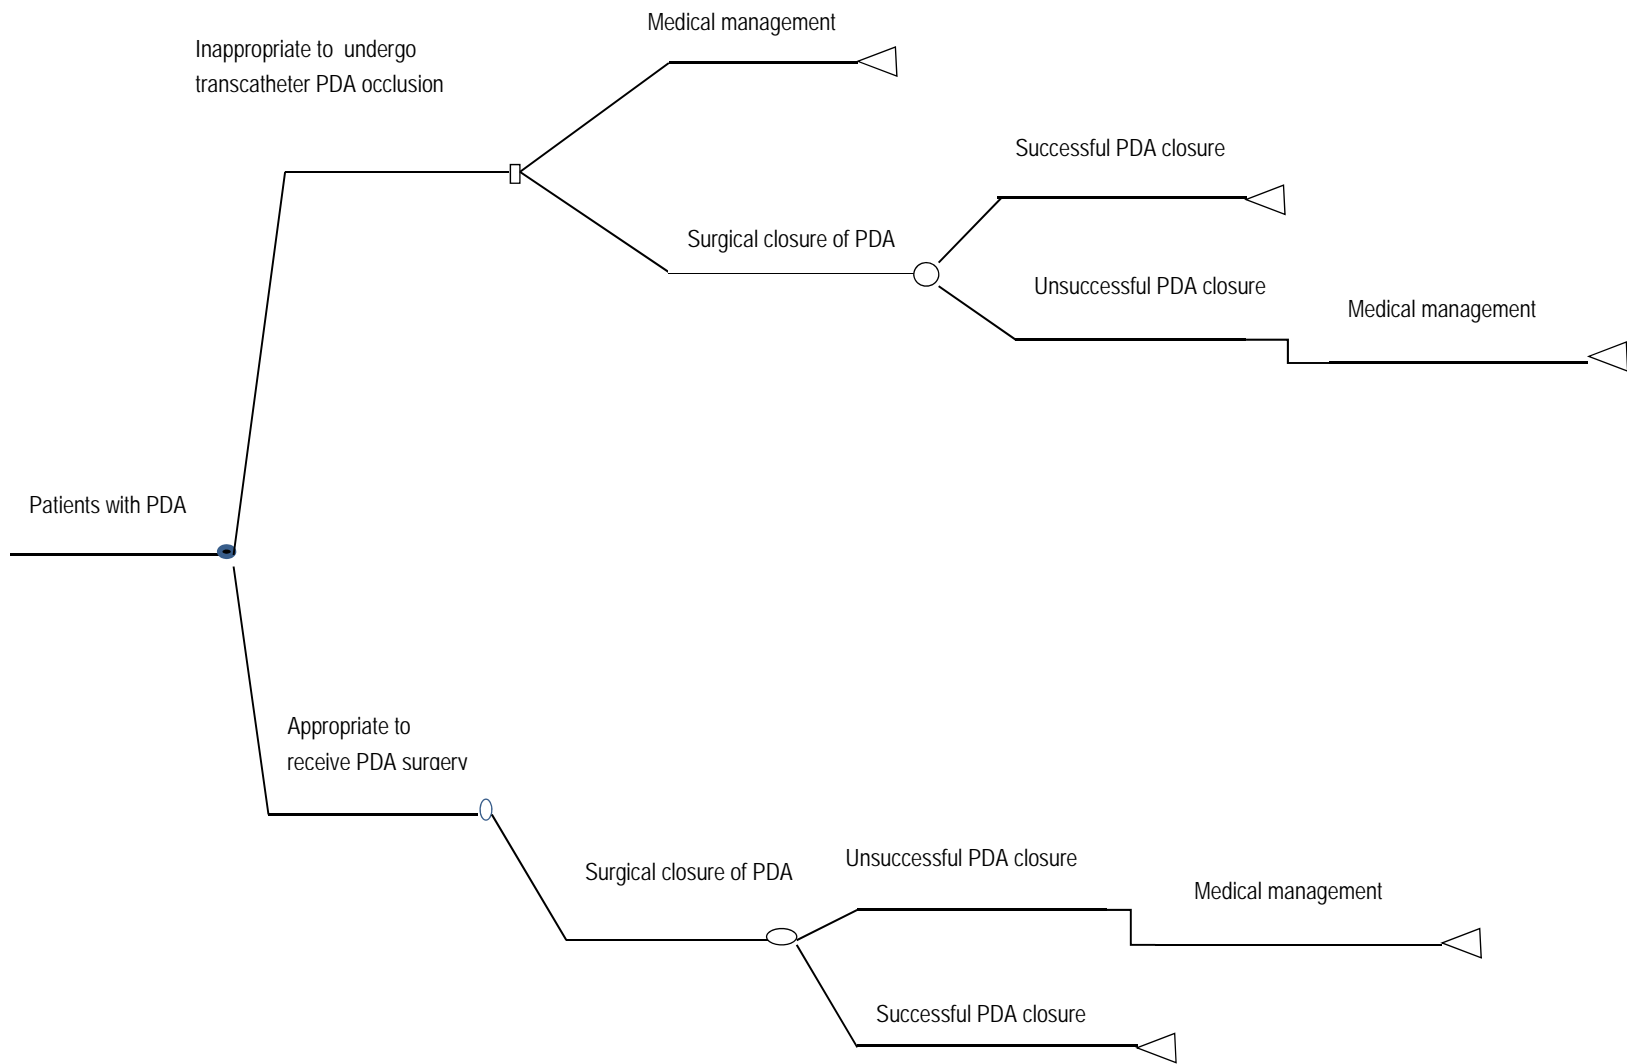 Medical management
Inappropriate to undergo
transcatheter PDA occlusion
Successful PDA closure
Surgical closure of PDA
Unsuccessful PDA closure
Medical management
Patients with PDA
Appropriate to
receive PDA surgery
Surgical closure of PDA
Unsuccessful PDA closure
Medical management
Successful PDA closure